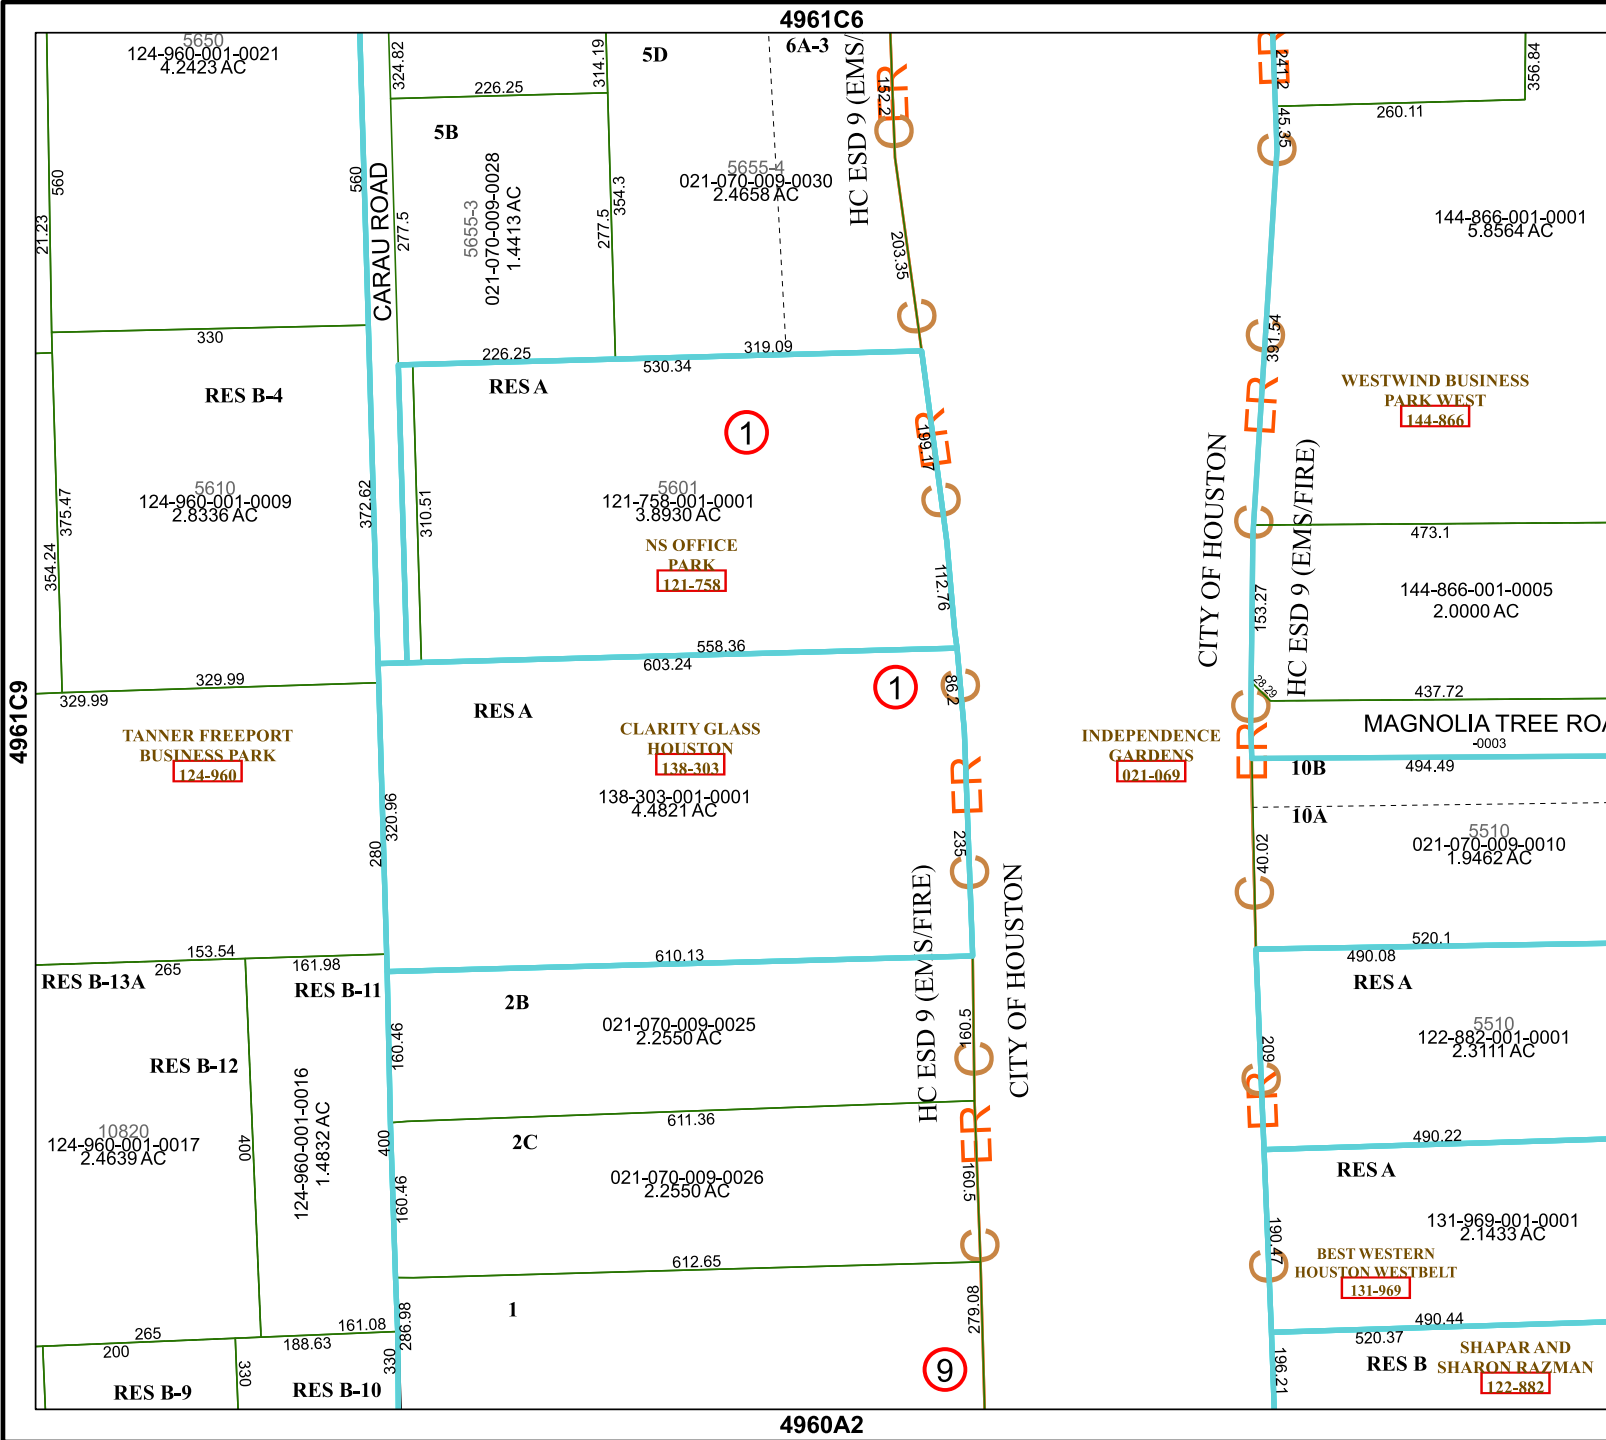 4961C6
5650
124-960-001-0021
4.2423 AC
324.82
314.19
5D
6A-3
HC ESD 9 (EMS/
152.2
ER
C
ER
241.2
356.84
226.25
260.11
5B
45.35
C
560
21.23
560
CARAU ROAD
277.5
5655-3
021-070-009-0028
1.4413 AC
277.5
354.3
5655-4
021-070-009-0030
2.4658 AC
203.35
C
144-866-001-0001
5.8564 AC
C
391.54
330
226.25
319.09
530.34
RES B-4
RES A
1
199.17
ER
C
ER
WESTWIND BUSINESS
PARK WEST
144-866
375.47
354.24
5610
124-960-001-0009
2.8336 AC
372.62
310.51
5601
121-758-001-0001
3.8930 AC
NS OFFICE
PARK
121-758
112.76
CITY OF HOUSTON
HC ESD 9 (EMS/FIRE)
C
473.1
153.27
144-866-001-0005
2.0000 AC
558.36
603.24
329.99
329.99
4961C9
RES A
1
86.2
C
28.29
C
437.72
MAGNOLIA TREE ROA
-0003
TANNER FREEPORT
BUSINESS PARK
124-960
CLARITY GLASS
HOUSTON
138-303
138-303-001-0001
4.4821 AC
INDEPENDENCE
GARDENS
021-069
ER
ER
10B
494.49
10A
320.96
280
235
C
40.02
C
5510
021-070-009-0010
1.9462 AC
HC ESD 9 (EMS/FIRE)
CITY OF HOUSTON
153.54
265
161.98
610.13
520.1
490.08
RES B-13A
RES B-11
2B
RES A
021-070-009-0025
2.2550 AC
160.46
160.5
C
5510
122-882-001-0001
2.3111 AC
209
C
ER
RES B-12
124-960-001-0016
1.4832 AC
611.36
10820
124-960-001-0017
2.4639 AC
400
400
2C
ER
490.22
RES A
021-070-009-0026
2.2550 AC
160.46
160.5
C
131-969-001-0001
2.1433 AC
190.47
C
BEST WESTERN
HOUSTON WESTBELT
131-969
612.65
1
279.08
286.98
161.08
265
200
188.63
330
330
490.44
520.37
196.21
RES B
SHAPAR AND
SHARON RAZMAN
122-882
RES B-9
RES B-10
9
4960A2